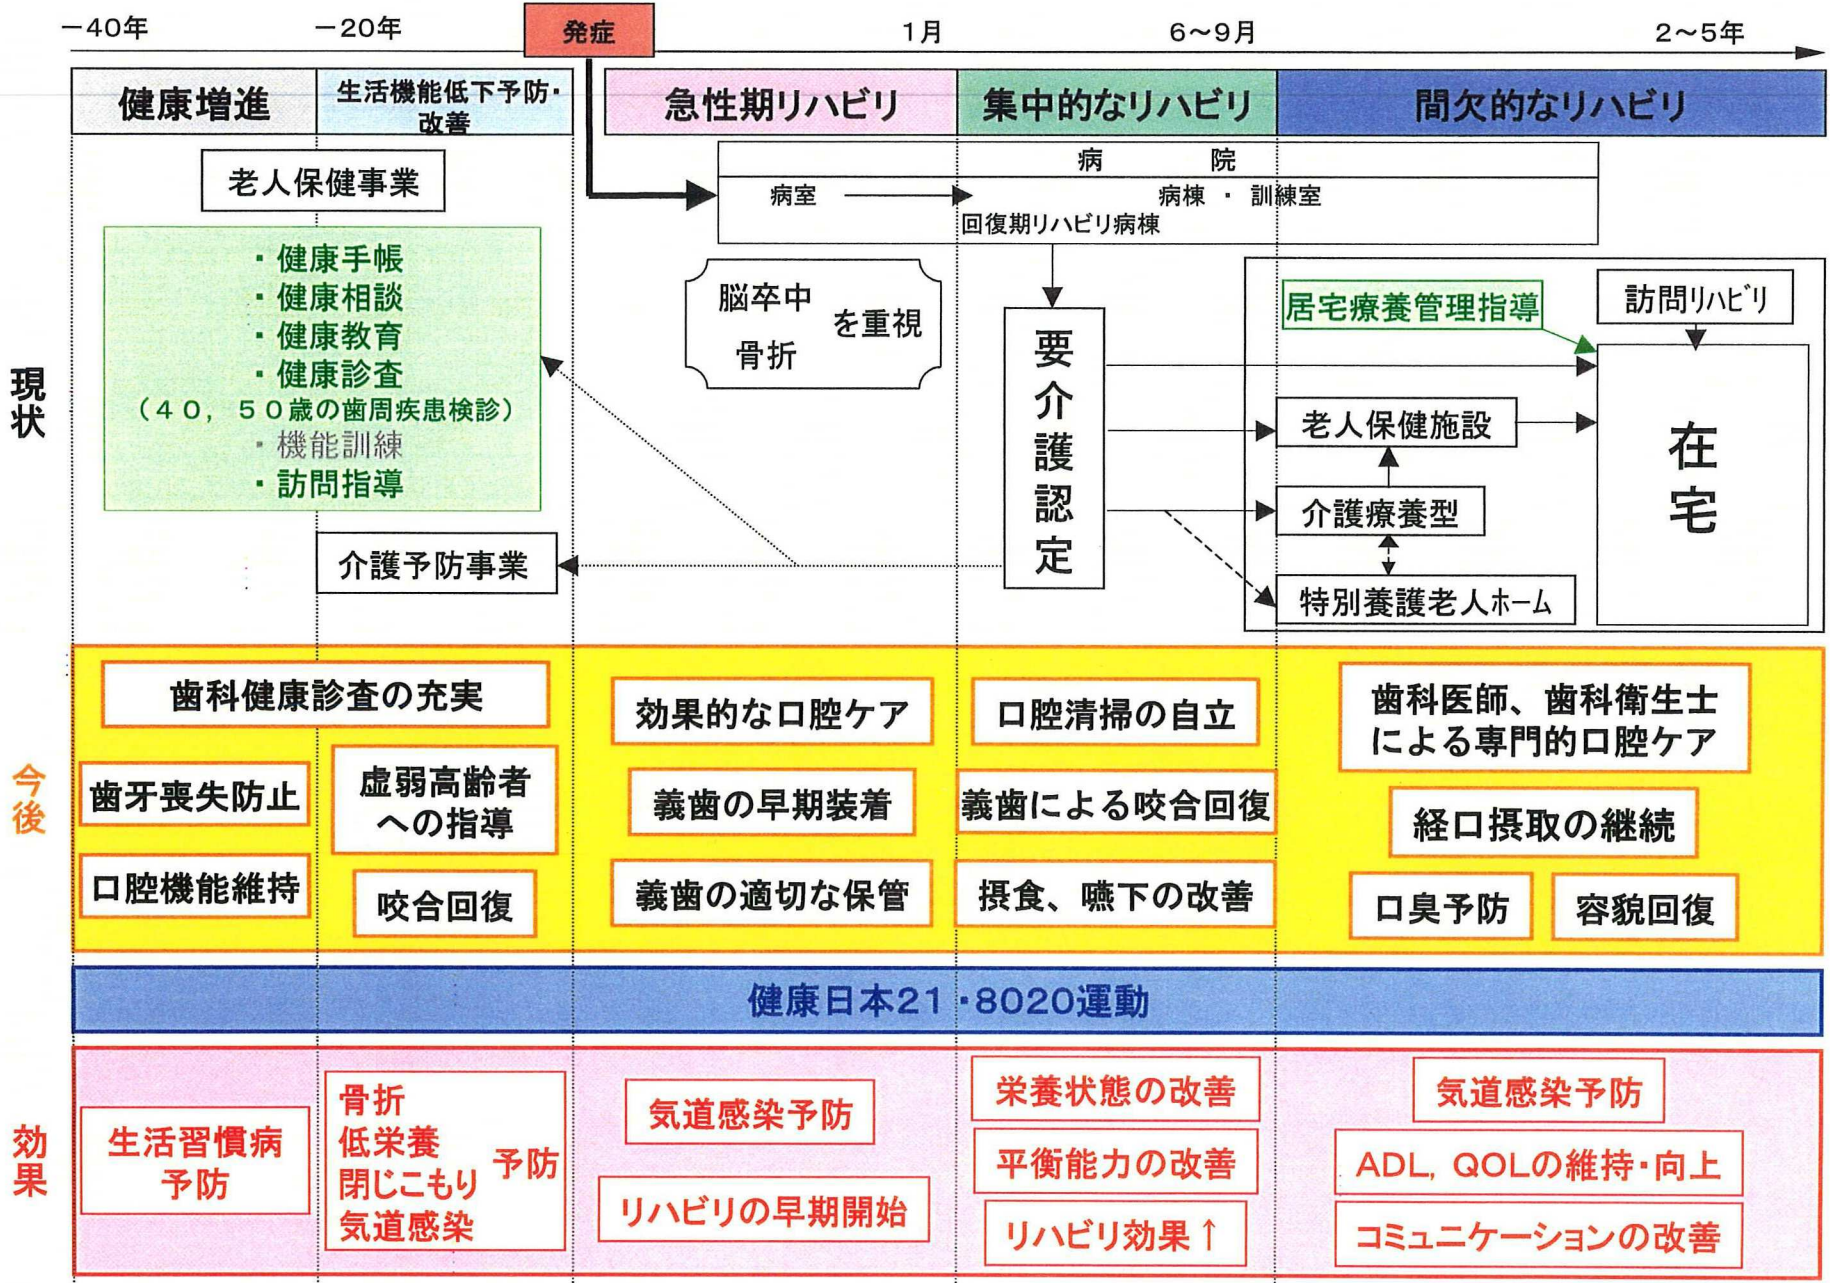 −40年
−20年
発症
1月
6〜9月
2〜5年
健康増進
生活機能低下予防・
改善
急性期リハビリ
集中的なリハビリ
間欠的なリハビリ
現状
老人保健事業
・健康手帳
・健康相談
・健康教育
・健康診査
（４０，５０歳の歯周疾患検診）
・機能訓練
・訪問指導
介護予防事業
病　院
病室
病棟 ・ 訓練室
回復期リハビリ病棟
脳卒中
骨折
を重視
要介護認定
居宅療養管理指導
訪問リハビリ
老人保健施設
介護療養型
特別養護老人ホーム
在宅
今後
歯科健康診査の充実
歯牙喪失防止
口腔機能維持
虚弱高齢者
への指導
咬合回復
効果的な口腔ケア
義歯の早期装着
義歯の適切な保管
口腔清掃の自立
義歯による咬合回復
摂食、嚥下の改善
歯科医師、歯科衛生士
による専門的口腔ケア
経口摂取の継続
口臭予防
容貌回復
健康日本21・8020運動
効果
生活習慣病
予防
骨折
低栄養
閉じこもり
気道感染
予防
気道感染予防
リハビリの早期開始
栄養状態の改善
平衡能力の改善
リハビリ効果↑
気道感染予防
ADL, QOLの維持・向上
コミュニケーションの改善